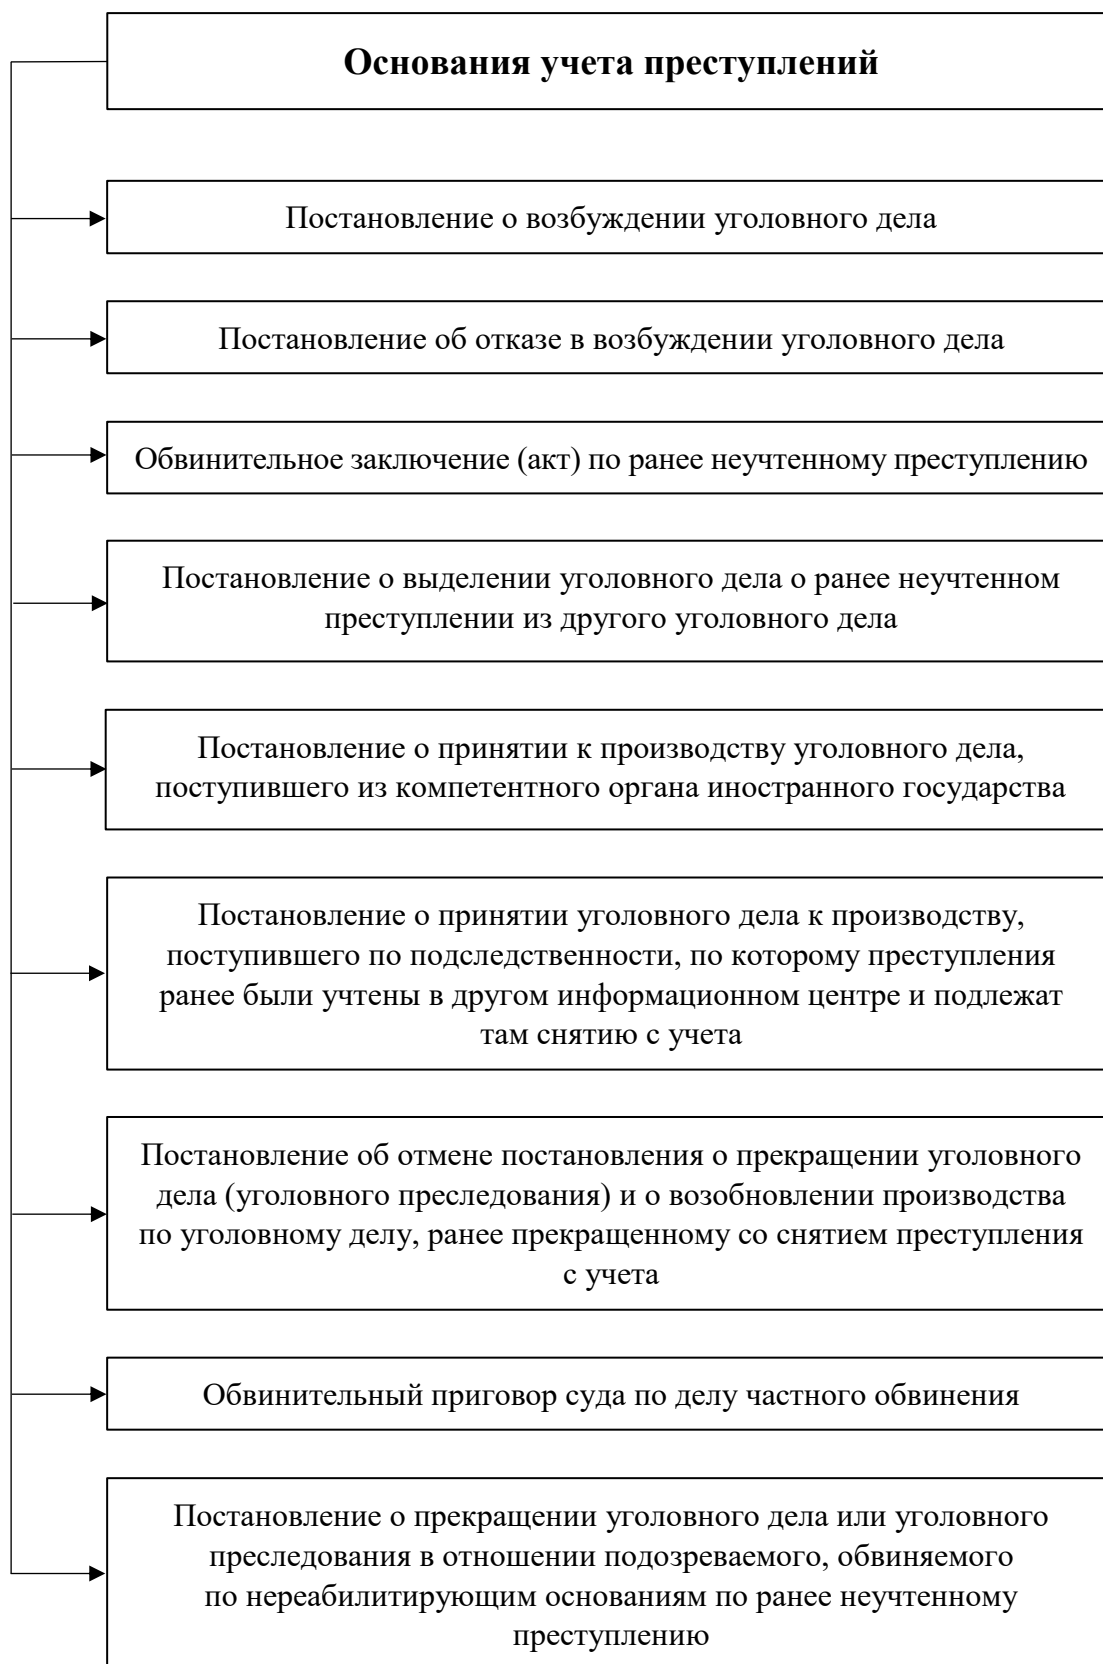 Основания учета преступлений
Постановление о возбуждении уголовного дела
Постановление об отказе в возбуждении уголовного дела
Обвинительное заключение (акт) по ранее неучтенному преступлению
Постановление о выделении уголовного дела о ранее неучтенном
преступлении из другого уголовного дела
Постановление о принятии к производству уголовного дела,
поступившего из компетентного органа иностранного государства
Постановление о принятии уголовного дела к производству,
поступившего по подследственности, по которому преступления
ранее были учтены в другом информационном центре и подлежат
там снятию с учета
Постановление об отмене постановления о прекращении уголовного
дела (уголовного преследования) и о возобновлении производства
по уголовному делу, ранее прекращенному со снятием преступления
с учета
Обвинительный приговор суда по делу частного обвинения
Постановление о прекращении уголовного дела или уголовного
преследования в отношении подозреваемого, обвиняемого
по нереабилитирующим основаниям по ранее неучтенному
преступлению